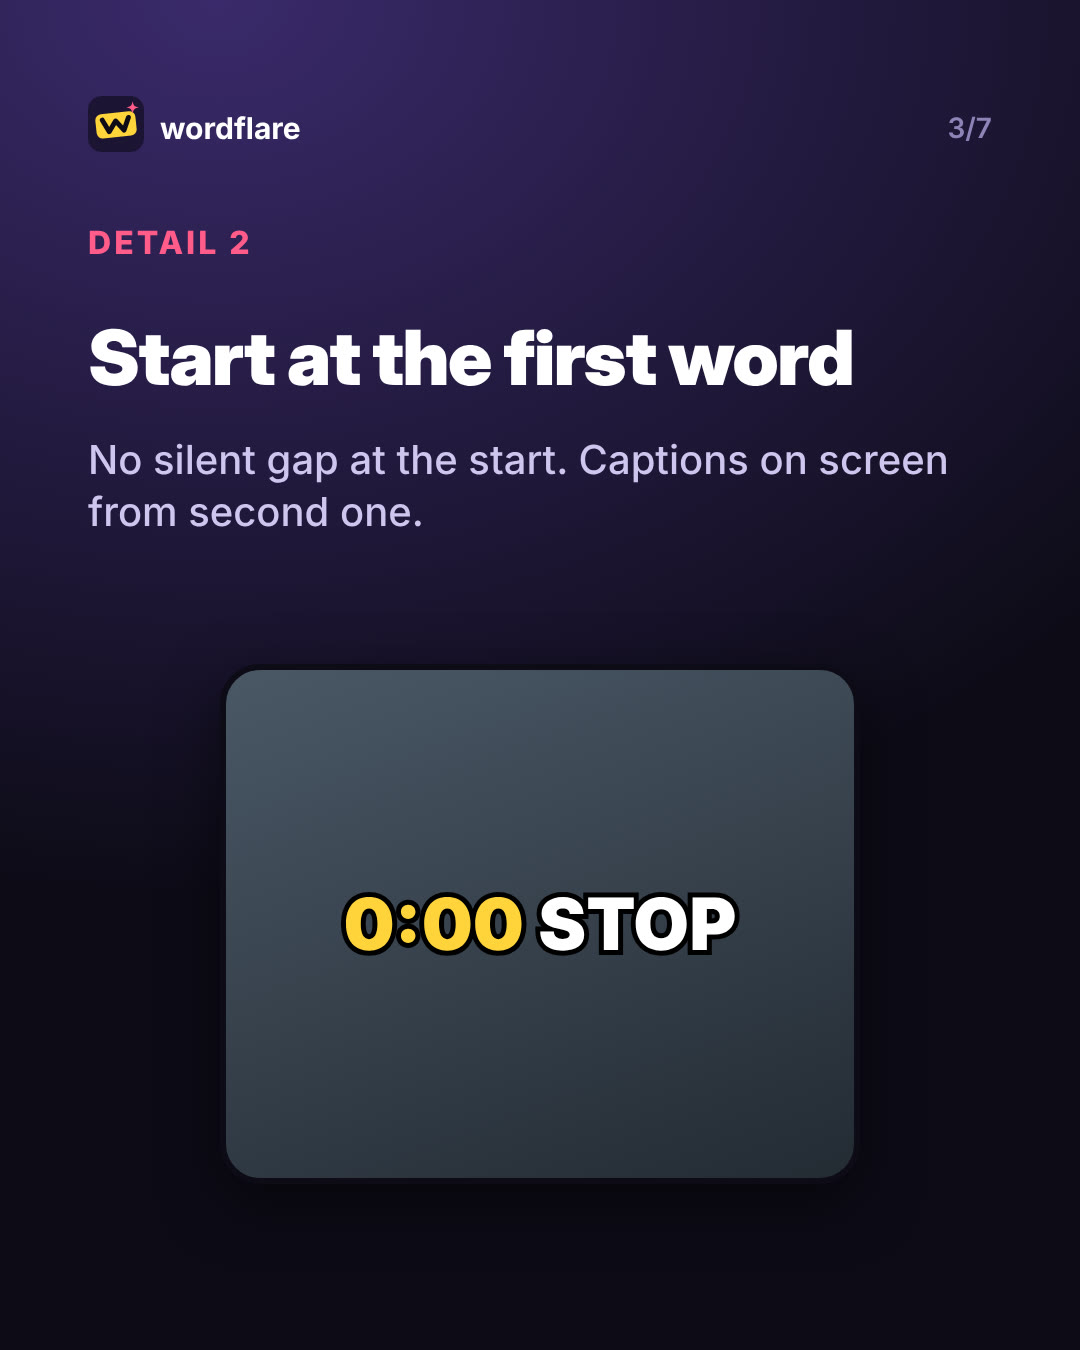 wordflare
3/7
DETAIL 2
Start at the first word
No silent gap at the start. Captions on screen
from second one.
0:00 STOP